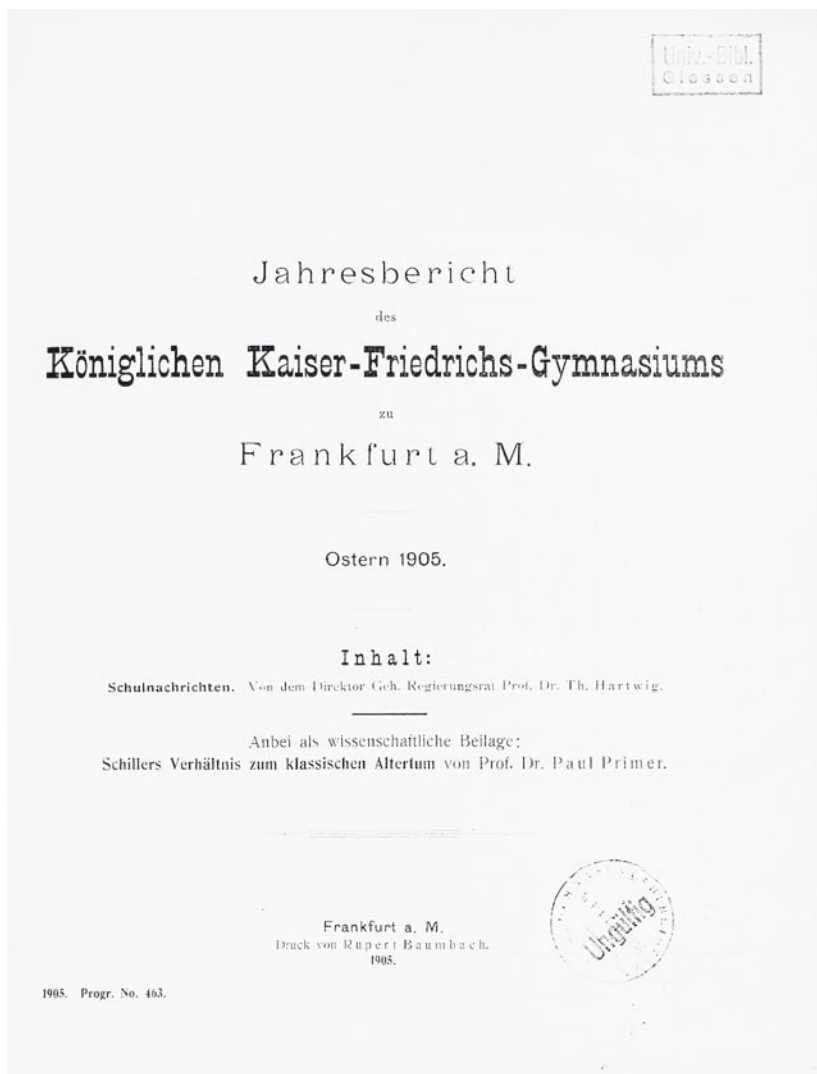 Univ.-Bibl.
Giessen
Jahresbericht
des
Königlichen Kaiser-Friedrichs-Gymnasiums
zu
Frankfurt a. M.
Ostern 1905.
Inhalt:
Schulnachrichten. Von dem Direktor Geh. Regierungsrat Prof. Dr. Th. Hartwig.
Anbei als wissenschaftliche Beilage:
Schillers Verhältnis zum klassischen Altertum von Prof. Dr. Paul Primer.
Ungültig
Frankfurt a. M.
Druck von Rupert Baumbach.
1905.
1905. Progr. No. 463.